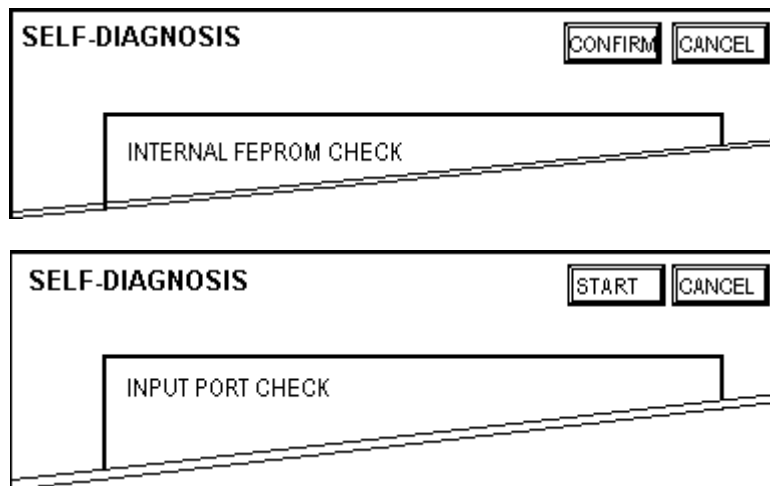 SELF-DIAGNOSIS CONFIRM CANCEL
INTERNAL FEPROM CHECK
SELF-DIAGNOSIS START CANCEL
INPUT PORT CHECK